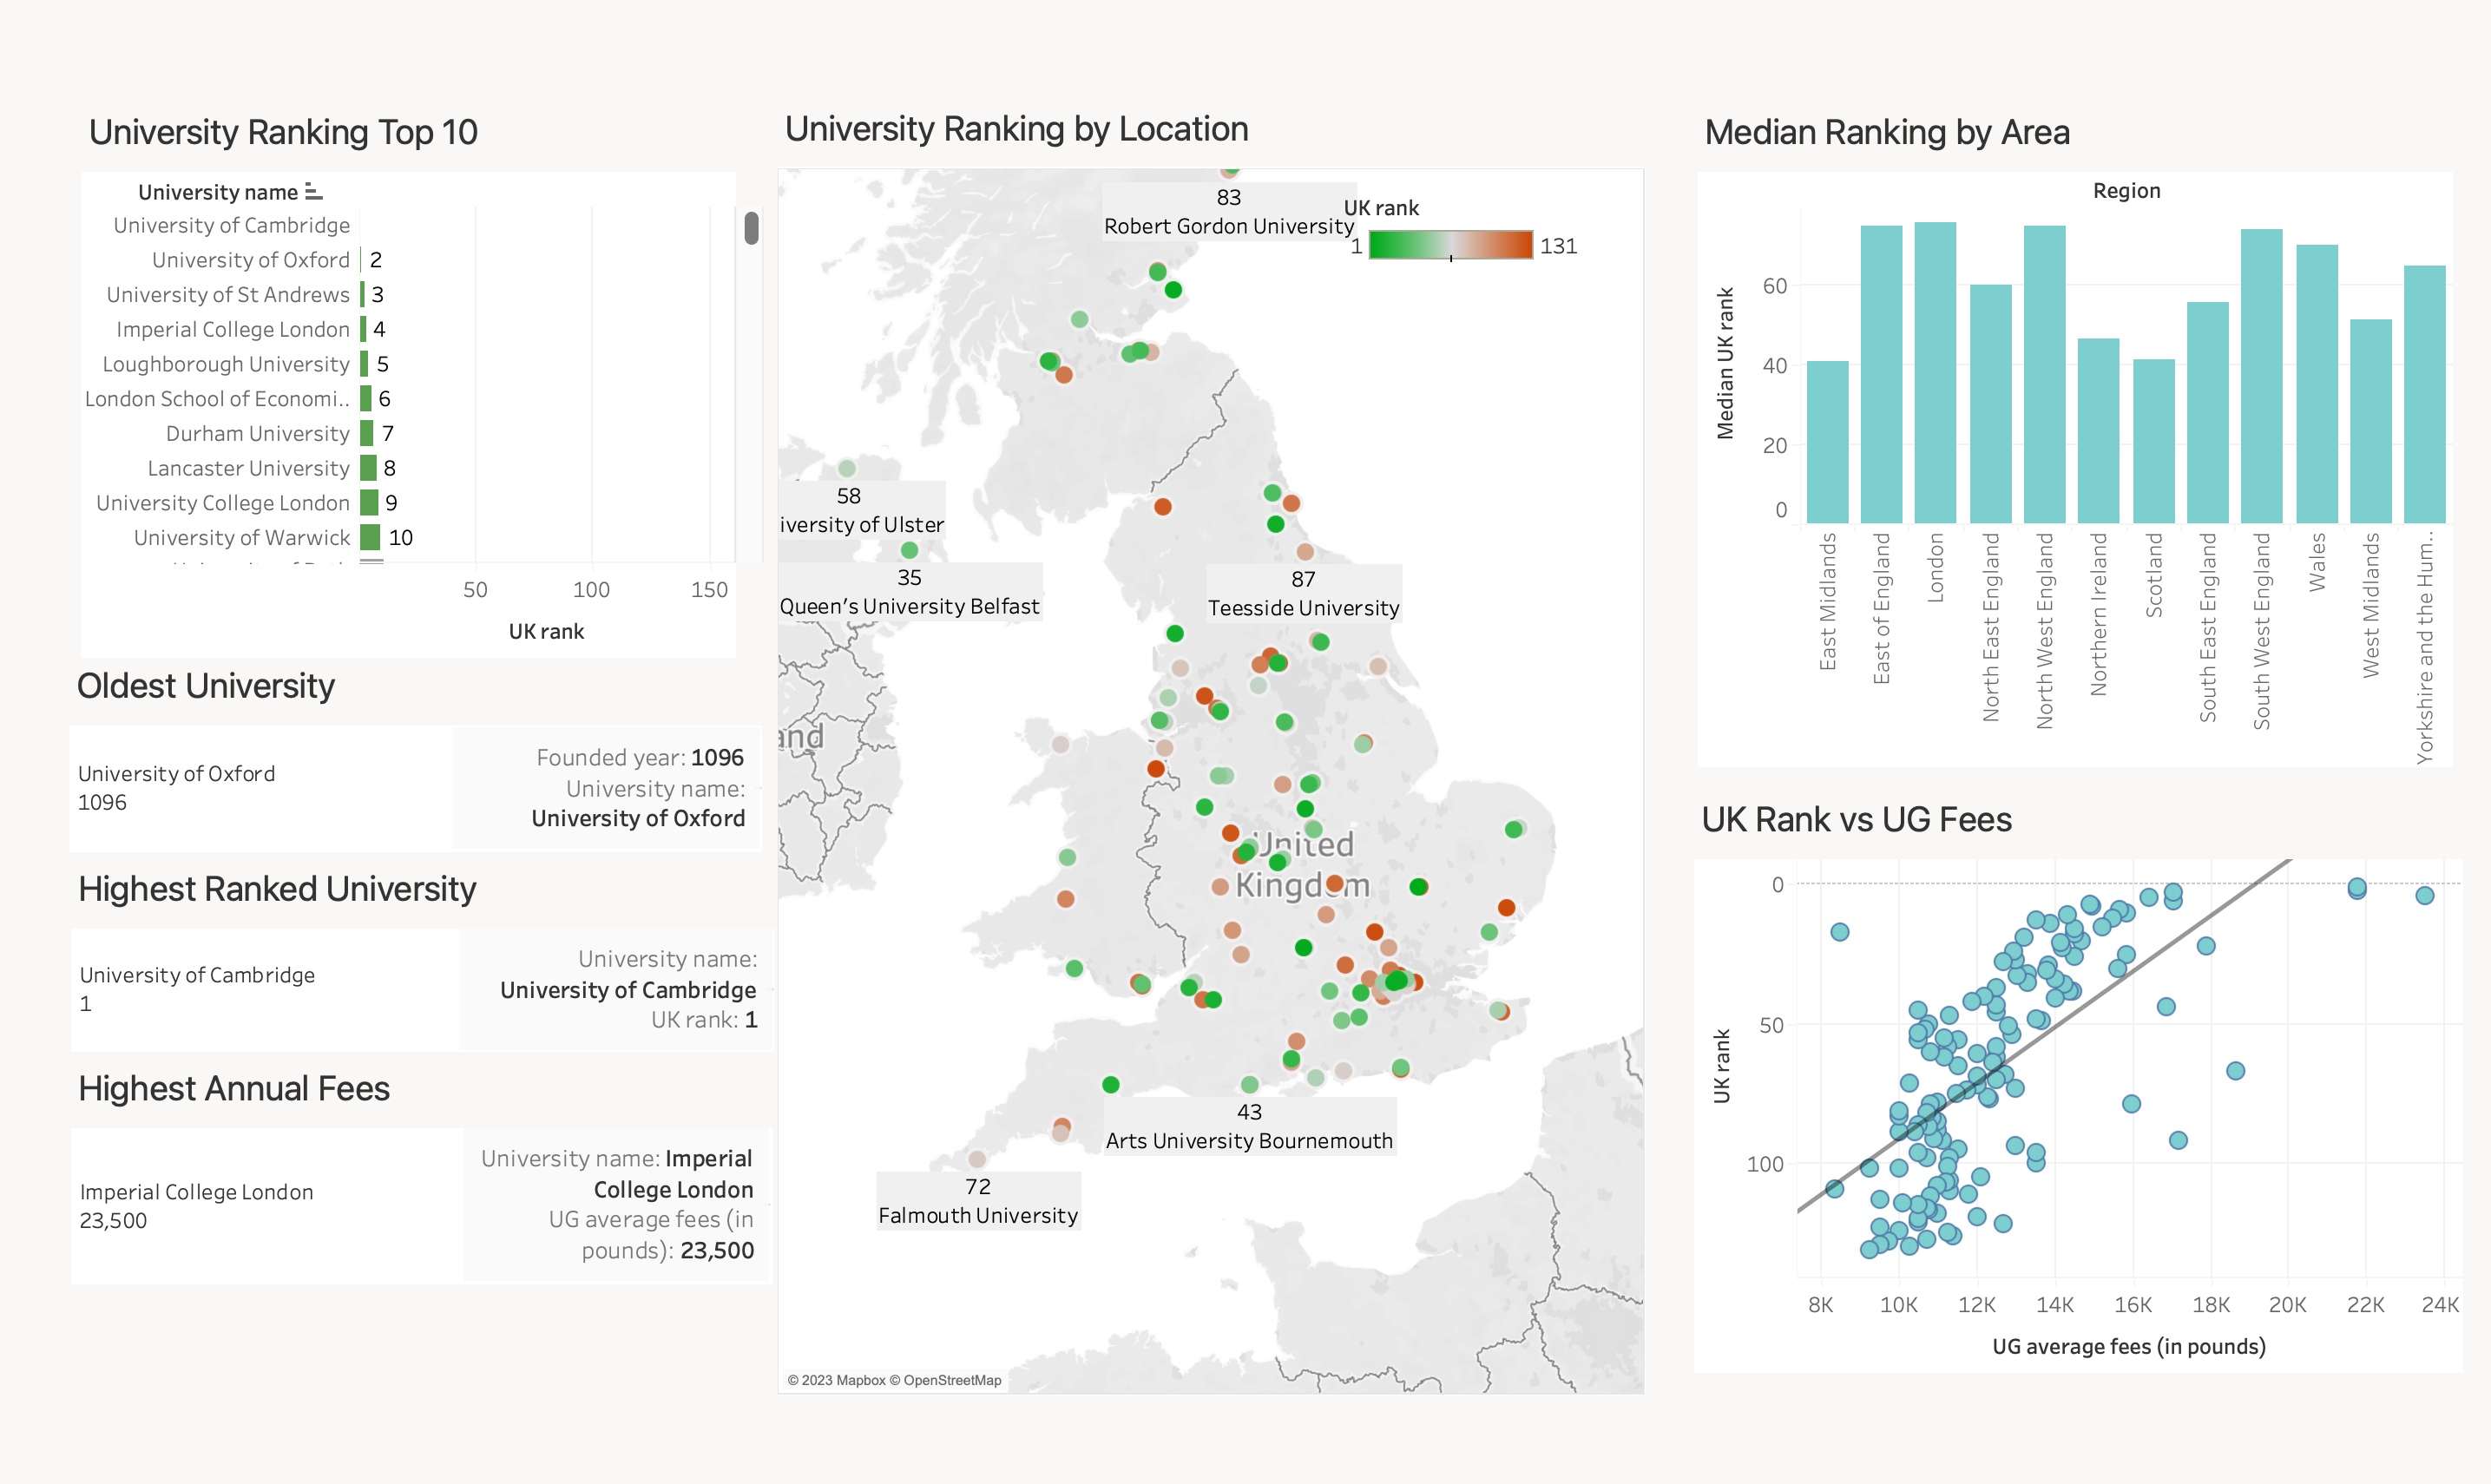 University Ranking Top 10
University name
University of Cambridge
University of Oxford 2
University of St Andrews 3
Imperial College London 4
Loughborough University 5
London School of Economi.. 6
Durham University 7
Lancaster University 8
University College London 9
University of Warwick 10
50 100 150
UK rank
Oldest University
University of Oxford
1096
Founded year: 1096
University name:
University of Oxford
Highest Ranked University
University of Cambridge
1
University name:
University of Cambridge
UK rank: 1
Highest Annual Fees
Imperial College London
23,500
University name: Imperial
College London
UG average fees (in
pounds): 23,500
University Ranking by Location
83
Robert Gordon University
UK rank
1 131
58
iversity of Ulster
35
Queen's University Belfast
87
Teesside University
and
United
Kingdom
43
Arts University Bournemouth
72
Falmouth University
© 2023 Mapbox © OpenStreetMap
Median Ranking by Area
Region
Median UK rank
60
40
20
0
East Midlands
East of England
London
North East England
North West England
Northern Ireland
Scotland
South East England
South West England
Wales
West Midlands
Yorkshire and the Hum..
UK Rank vs UG Fees
UK rank
0
50
100
8K 10K 12K 14K 16K 18K 20K 22K 24K
UG average fees (in pounds)